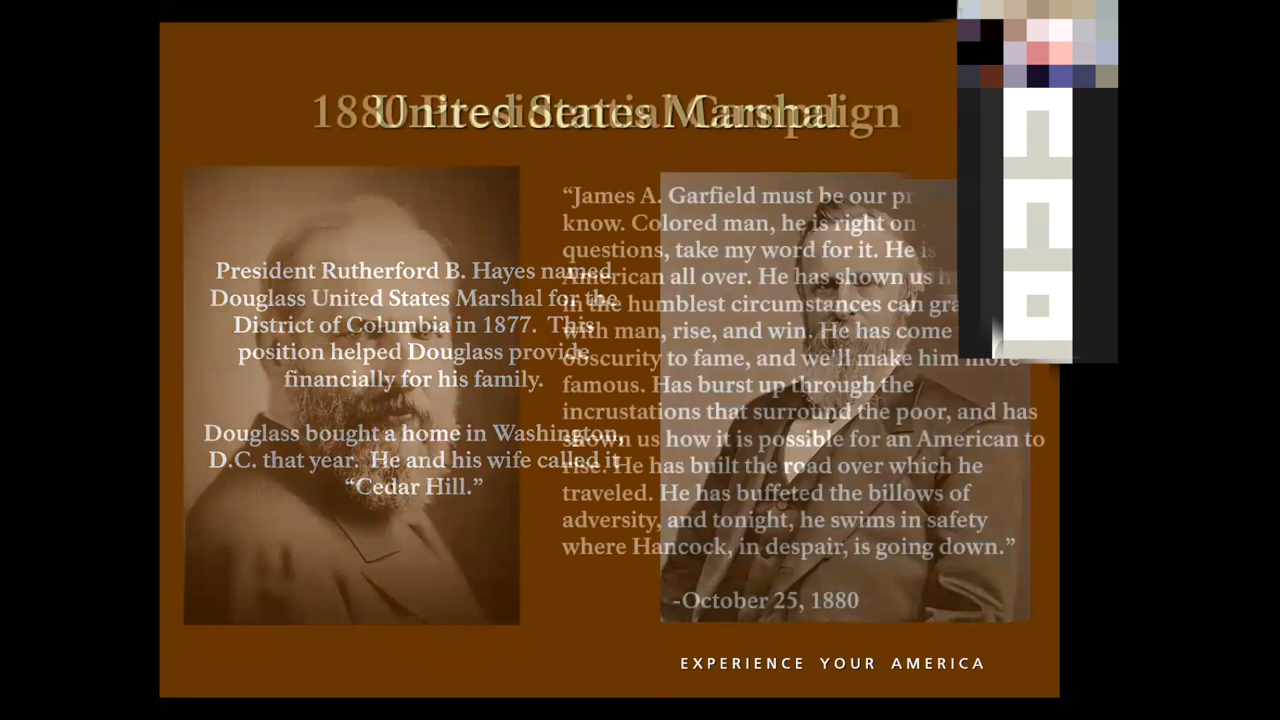 1880 Presidential Campaign
United States Marshal
President Rutherford B. Hayes named
Douglass United States Marshal for the
District of Columbia in 1877. This
position helped Douglass provide
financially for his family.
Douglass bought a home in Washington,
D.C. that year. He and his wife called it
“Cedar Hill.”
“James A. Garfield must be our
know. Colored man, he is right on
questions, take my word for it. He is
American all over. He has shown us
in the humblest circumstances can
with man, rise, and win. He has come
obscurity to fame, and we’ll make him more
famous. Has burst up through the
incrustations that surround the poor, and has
shown us how it is possible for an American to
rise. He has built the road over which he
traveled. He has buffeted the billows of
adversity, and tonight, he swims in safety
where Hancock, in despair, is going down.”
-October 25, 1880
EXPERIENCE YOUR AMERICA